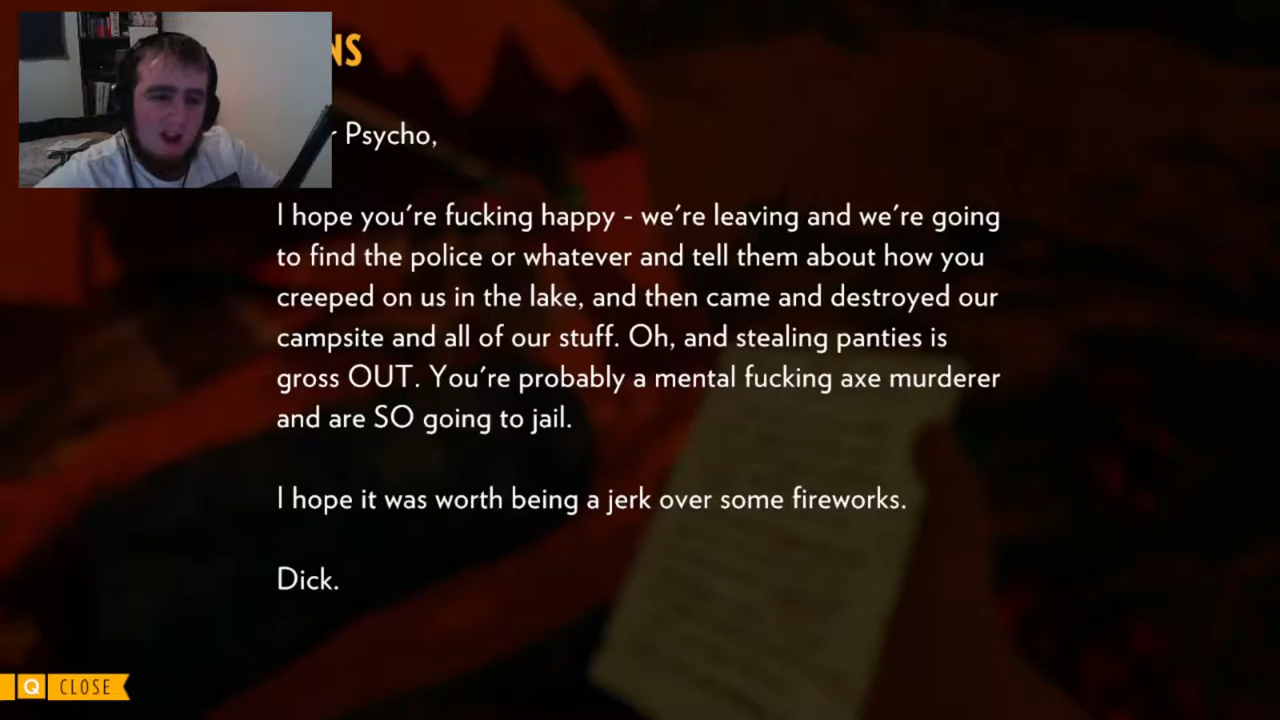 NS
r Psycho,
I hope you're fucking happy - we're leaving and we're going
to find the police or whatever and tell them about how you
creeped on us in the lake, and then came and destroyed our
campsite and all of our stuff. Oh, and stealing panties is
gross OUT. You're probably a mental fucking axe murderer
and are SO going to jail.
I hope it was worth being a jerk over some fireworks.
Dick.
Q CLOSE